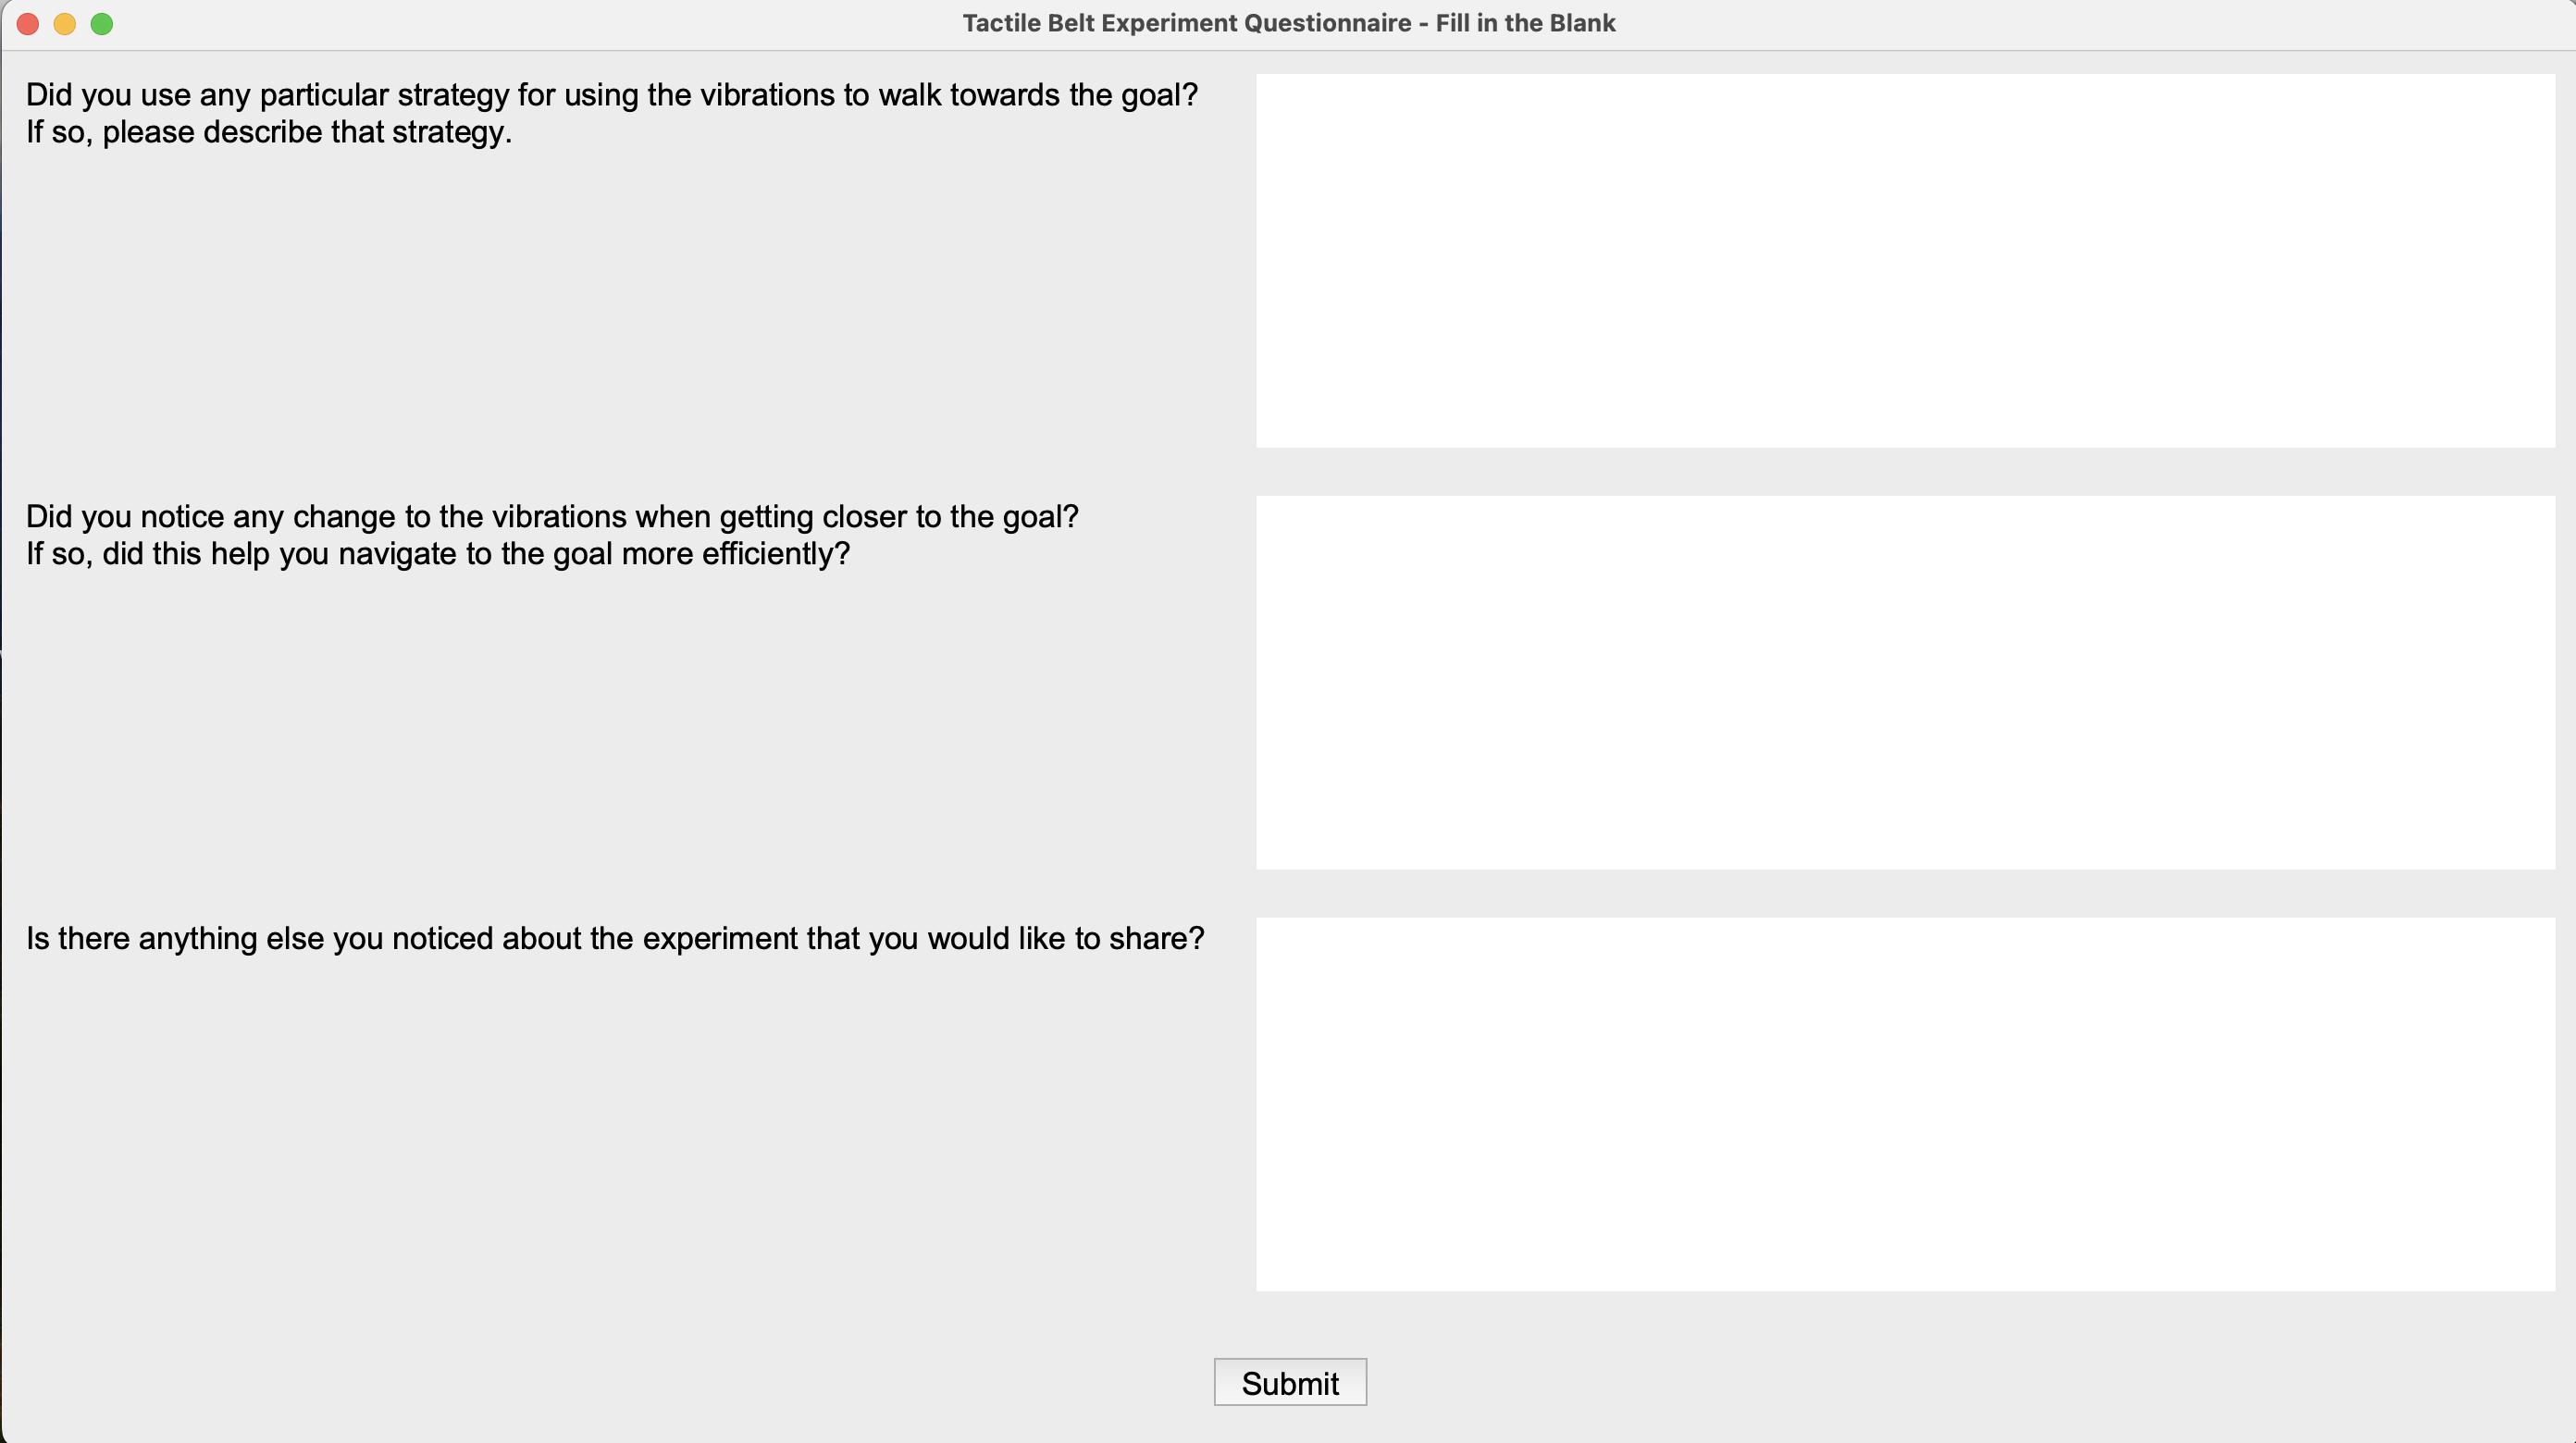 Tactile Belt Experiment Questionnaire - Fill in the Blank
Did you use any particular strategy for using the vibrations to walk towards the goal?
If so, please describe that strategy.
Did you notice any change to the vibrations when getting closer to the goal?
If so, did this help you navigate to the goal more efficiently?
Is there anything else you noticed about the experiment that you would like to share?
Submit